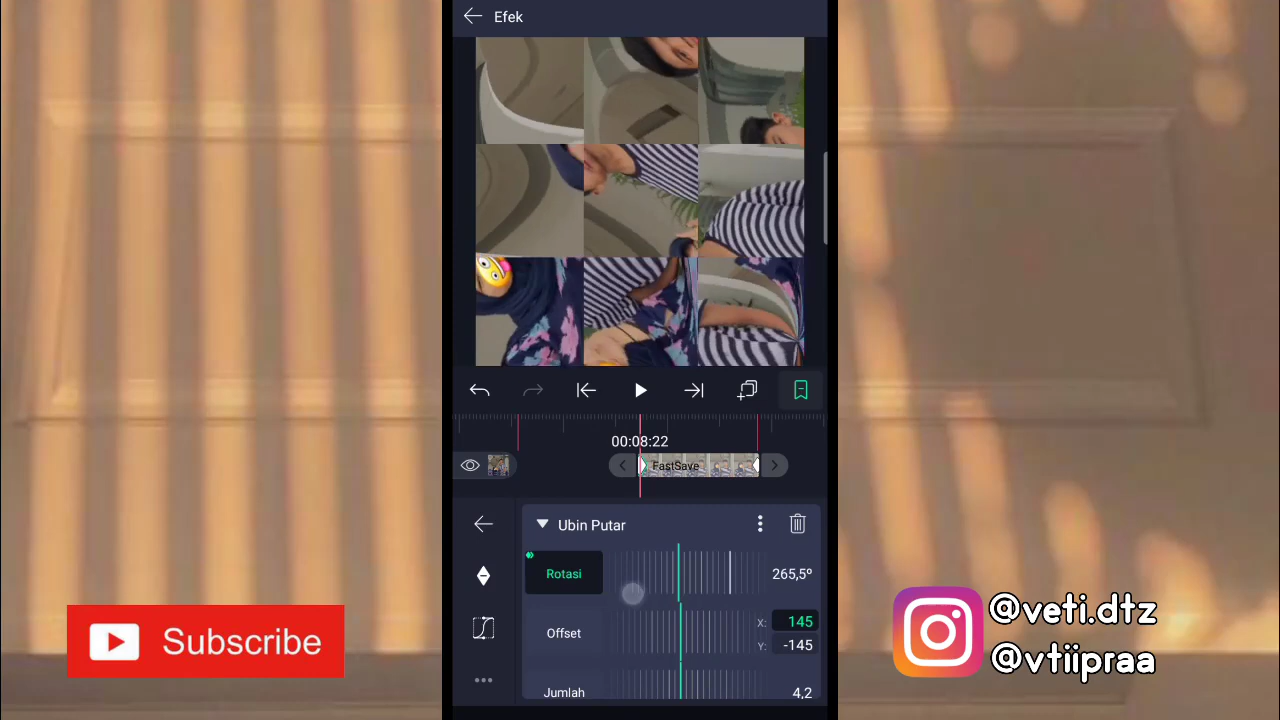 Efek
00:08:22
FastSave
Ubin Putar
Rotasi
265,5º
Offset
X: 145
Y: -145
Jumlah
4,2
Subscribe
@veti.dtz
@vtiipraa